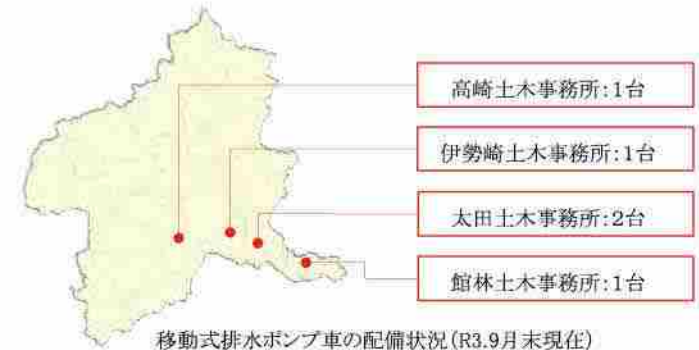 高崎土木事務所:1台
伊勢崎土木事務所:1台
太田土木事務所:2台
館林土木事務所:1台
移動式排水ポンプ車の配備状況(R3.9月末現在)